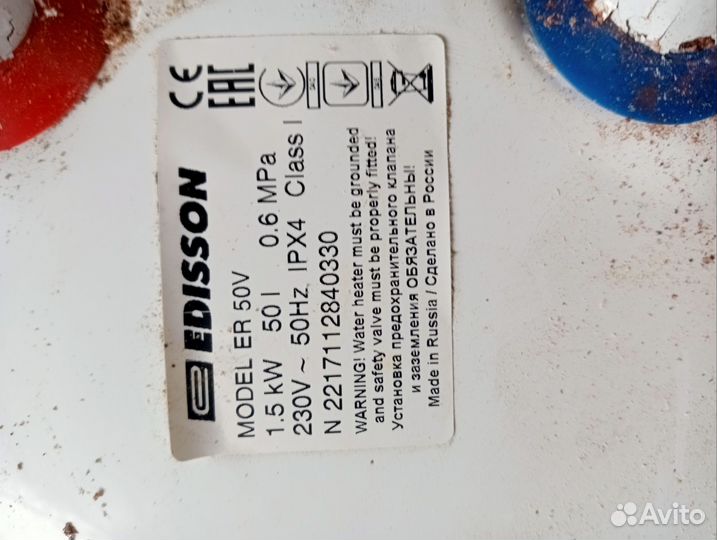 EDISSON
CE EAC
MODEL ER 50V
1.5 kW 50 l 0.6 MPa
230V ~ 50Hz IPX4 Class I
N 2217112840330
WARNING! Water heater must be grounded
and safety valve must be properly fitted!
Установка предохранительного клапана
и заземления ОБЯЗАТЕЛЬНЫ!
Made in Russia / Сделано в России
Avito